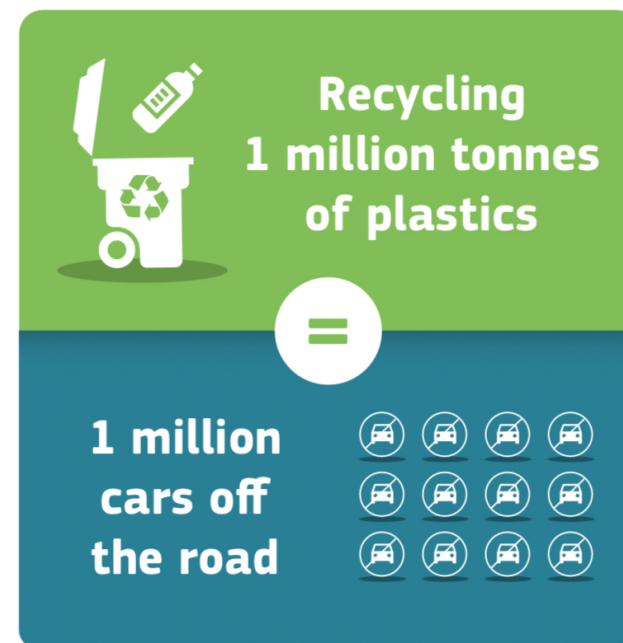 Recycling
1 million tonnes
of plastics
=
1 million
cars off
the road